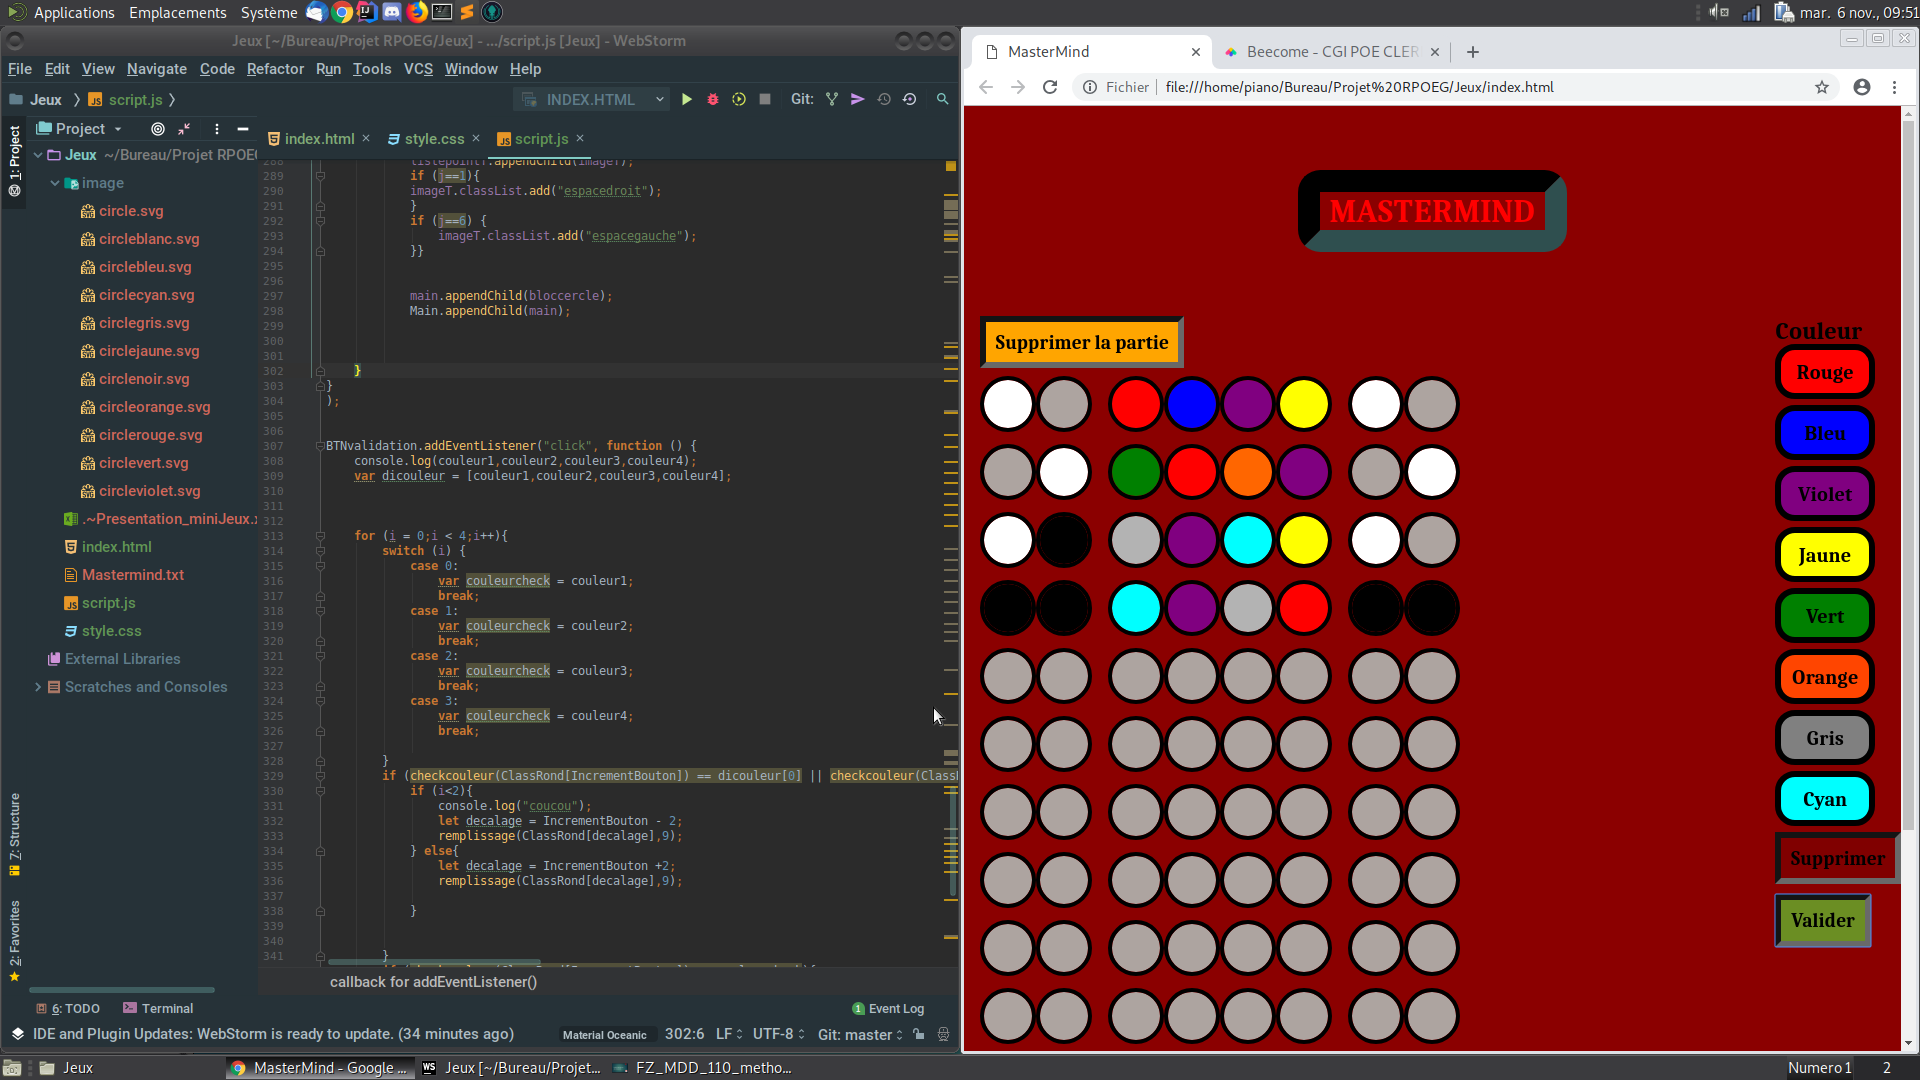 Applications Emplacements Système mar. 6 nov., 09:51
Jeux [~/Bureau/Projet RPOEG/Jeux] - .../script.js [Jeux] - WebStorm
File Edit View Navigate Code Refactor Run Tools VCS Window Help
Jeux script.js INDEX.HTML Git:
Project
index.html style.css script.js
1: Project
7: Structure
2: Favorites
Jeux ~/Bureau/Projet RPOEG
image
circle.svg
circleblanc.svg
circlebleu.svg
circlecyan.svg
circlegris.svg
circlejaune.svg
circlenoir.svg
circleorange.svg
circlerouge.svg
circlevert.svg
circleviolet.svg
.~Presentation_miniJeux.x
index.html
Mastermind.txt
script.js
style.css
External Libraries
Scratches and Consoles
288 listepointT.appendChild(imageT);
289 if (j==1){
290 imageT.classList.add("espacedroit");
291 }
292 if (j==6) {
293 imageT.classList.add("espacegauche");
294 }}
295
296
297 main.appendChild(bloccercle);
298 Main.appendChild(main);
299
300
301
302 }
303 }
304 );
305
306
307 BTNvalidation.addEventListener("click", function () {
308 console.log(couleur1,couleur2,couleur3,couleur4);
309 var dicouleur = [couleur1,couleur2,couleur3,couleur4];
310
311
312
313 for (i = 0;i < 4;i++){
314 switch (i) {
315 case 0:
316 var couleurcheck = couleur1;
317 break;
318 case 1:
319 var couleurcheck = couleur2;
320 break;
321 case 2:
322 var couleurcheck = couleur3;
323 break;
324 case 3:
325 var couleurcheck = couleur4;
326 break;
327
328 }
329 if (checkcouleur(ClassRond[IncrementBouton]) == dicouleur[0] || checkcouleur(Class
330 if (i<2){
331 console.log("coucou");
332 let decalage = IncrementBouton - 2;
333 remplissage(ClassRond[decalage],9);
334 } else{
335 let decalage = IncrementBouton +2;
336 remplissage(ClassRond[decalage],9);
337
338 }
339
340
341 }
callback for addEventListener()
6: TODO Terminal 1 Event Log
IDE and Plugin Updates: WebStorm is ready to update. (34 minutes ago) Material Oceanic 302:6 LF UTF-8 Git: master
MasterMind Beecome - CGI POE CLER
Fichier file:///home/piano/Bureau/Projet%20RPOEG/Jeux/index.html
MASTERMIND
Supprimer la partie
Couleur
Rouge
Bleu
Violet
Jaune
Vert
Orange
Gris
Cyan
Supprimer
Valider
Jeux MasterMind - Google ... WS Jeux [~/Bureau/Projet... FZ_MDD_110_metho... Numero1 2